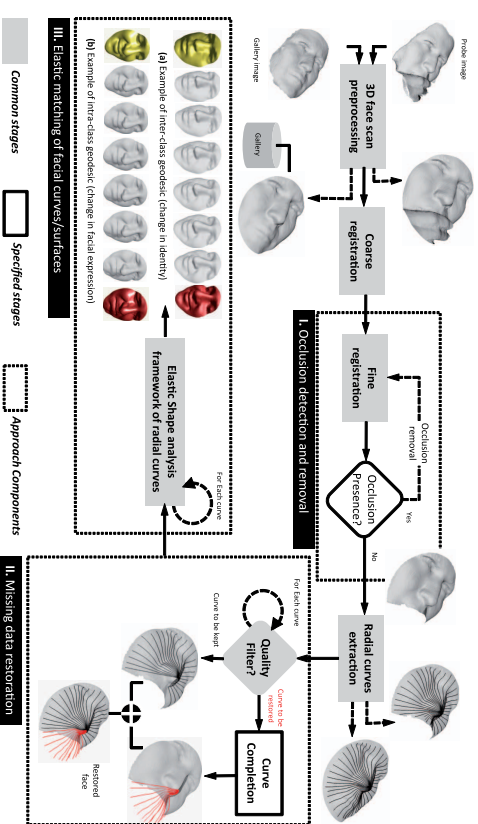 Probe image
Gallery image
3D face scan
preprocessing
Gallery
Coarse
registration
I. Occlusion detection and removal
Fine
registration
Occlusion
removal
Occlusion
Presence?
Yes
No
Radial curves
extraction
For Each curve
Quality
Filter?
Curve to be kept
Curve to be
restored
Curve
Completion
Restored
face
II. Missing data restoration
Elastic Shape analysis
framework of radial curves
For Each curve
(a) Example of inter-class geodesic (change in identity)
(b) Example of intra-class geodesic (change in facial expression)
III. Elastic matching of facial curves/surfaces
Common stages
Specified stages
Approach Components